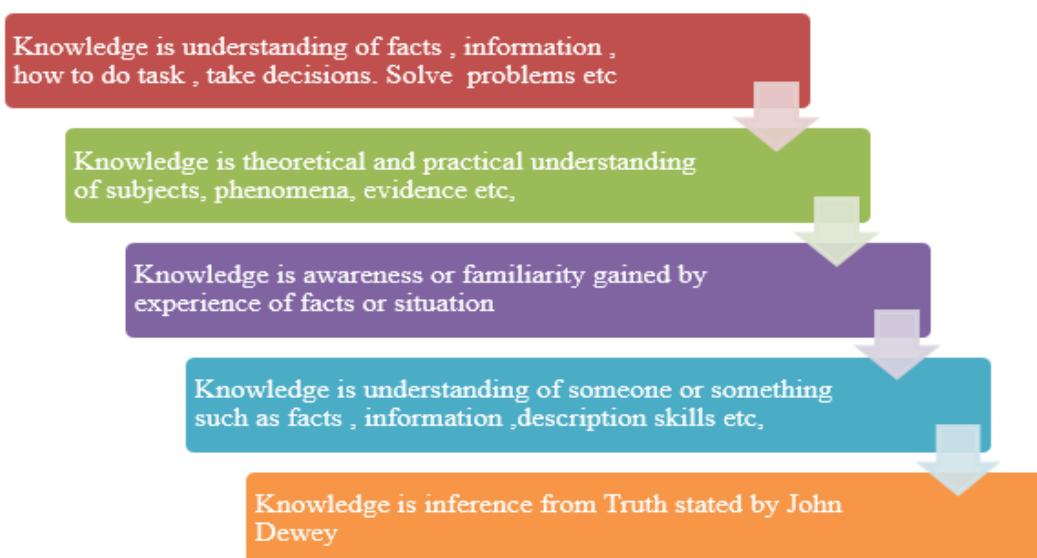 Knowledge is understanding of facts , information ,
how to do task , take decisions. Solve  problems etc
Knowledge is theoretical and practical understanding
of subjects, phenomena, evidence etc,
Knowledge is awareness or familiarity gained by
experience of facts or situation
Knowledge is understanding of someone or something
such as facts , information ,description skills etc,
Knowledge is inference from Truth stated by John
Dewey